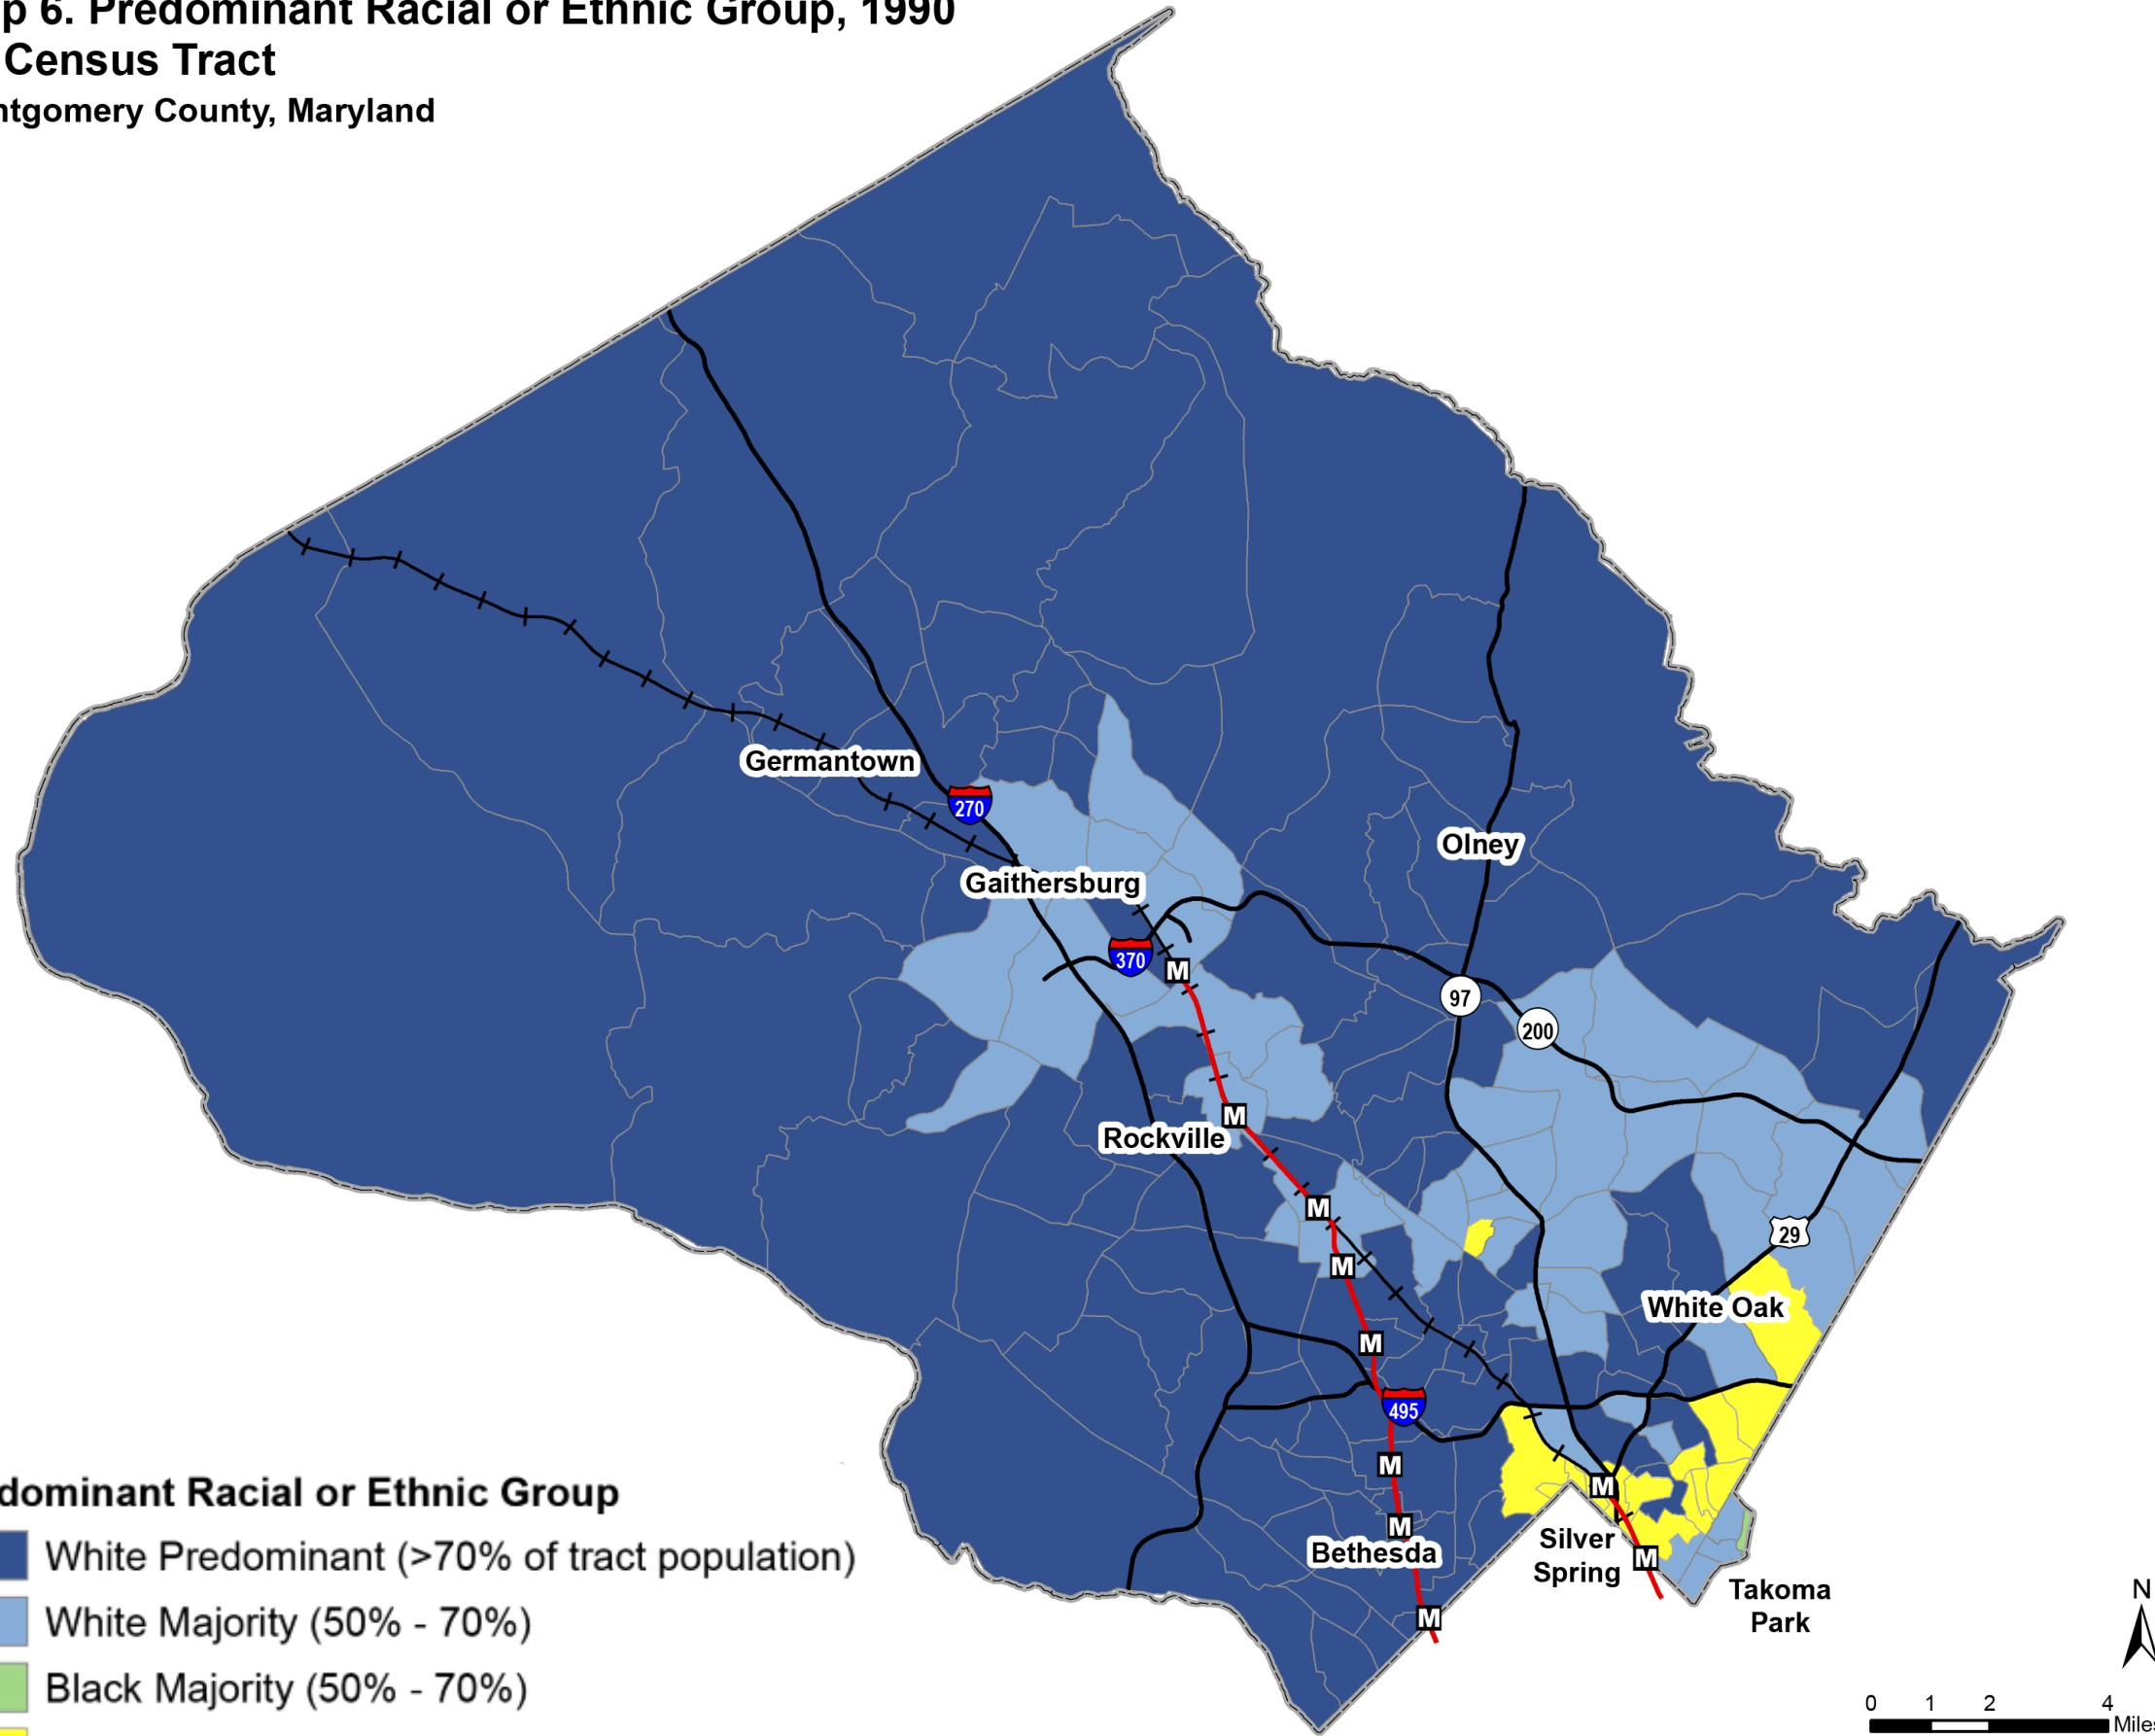 p 6. Predominant Racial or Ethnic Group, 1990
Census Tract
ntgomery County, Maryland
Germantown
270
Olney
Gaithersburg
370
M
97
200
M
Rockville
M
29
M
White Oak
M
495
M
M
M
Silver
Spring
Bethesda
M
M
Takoma
Park
dominant Racial or Ethnic Group
White Predominant (>70% of tract population)
White Majority (50% - 70%)
Black Majority (50% - 70%)
N
0 1 2 4
Miles